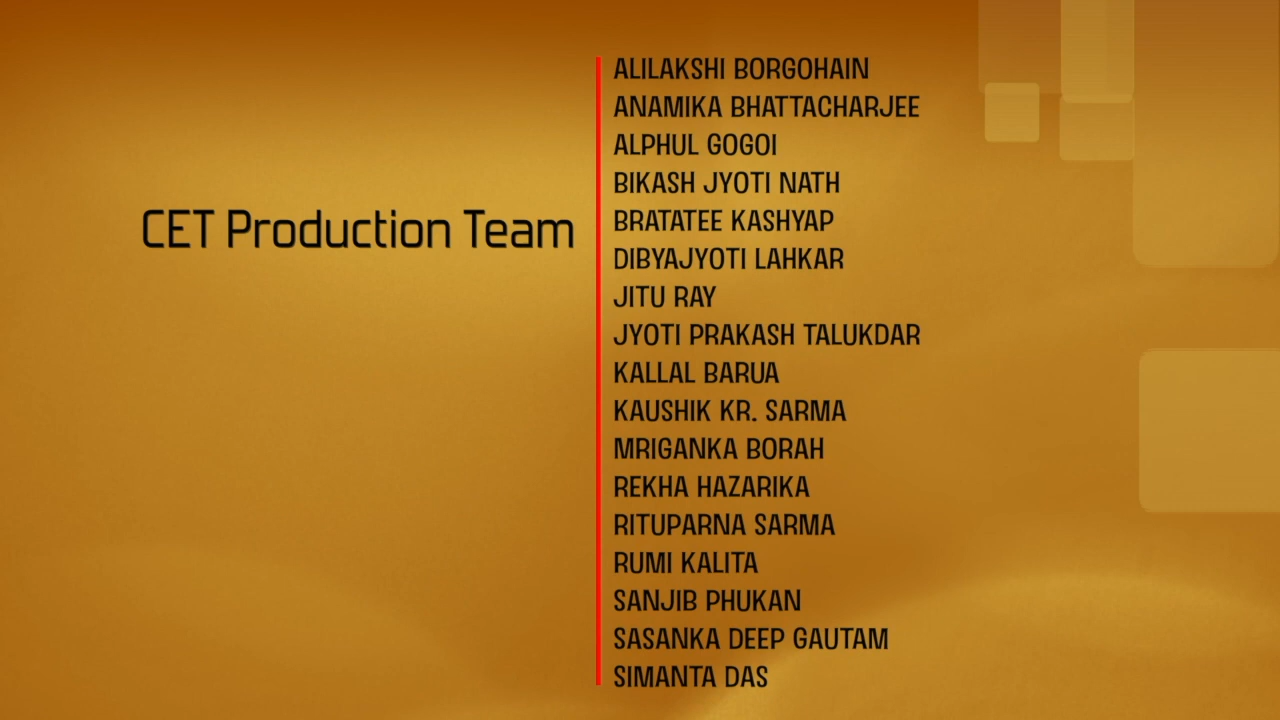 CET Production Team
ALILAKSHI BORGOHAIN
ANAMIKA BHATTACHARJEE
ALPHUL GOGOI
BIKASH JYOTI NATH
BRATATEE KASHYAP
DIBYAJYOTI LAHKAR
JITU RAY
JYOTI PRAKASH TALUKDAR
KALLAL BARUA
KAUSHIK KR. SARMA
MRIGANKA BORAH
REKHA HAZARIKA
RITUPARNA SARMA
RUMI KALITA
SANJIB PHUKAN
SASANKA DEEP GAUTAM
SIMANTA DAS